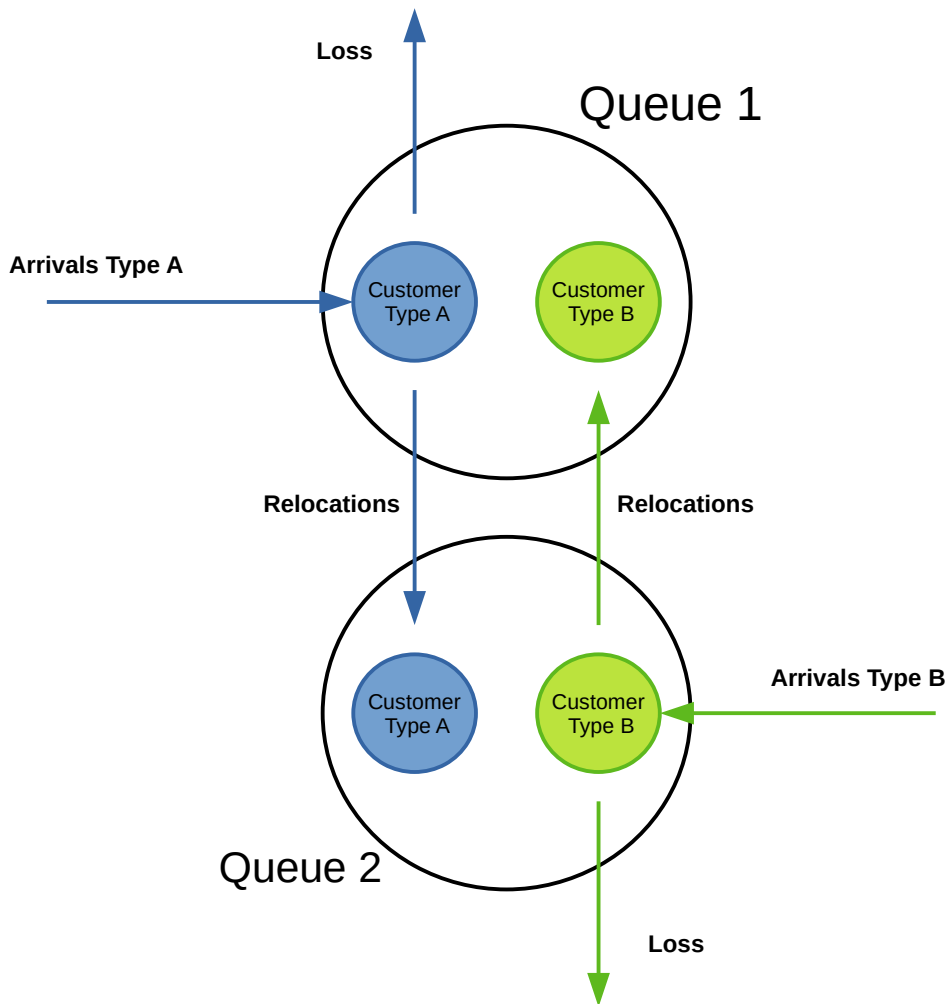 Loss
Queue 1
Arrivals Type A
Customer
Type A
Customer
Type B
Relocations
Relocations
Customer
Type A
Customer
Type B
Arrivals Type B
Queue 2
Loss